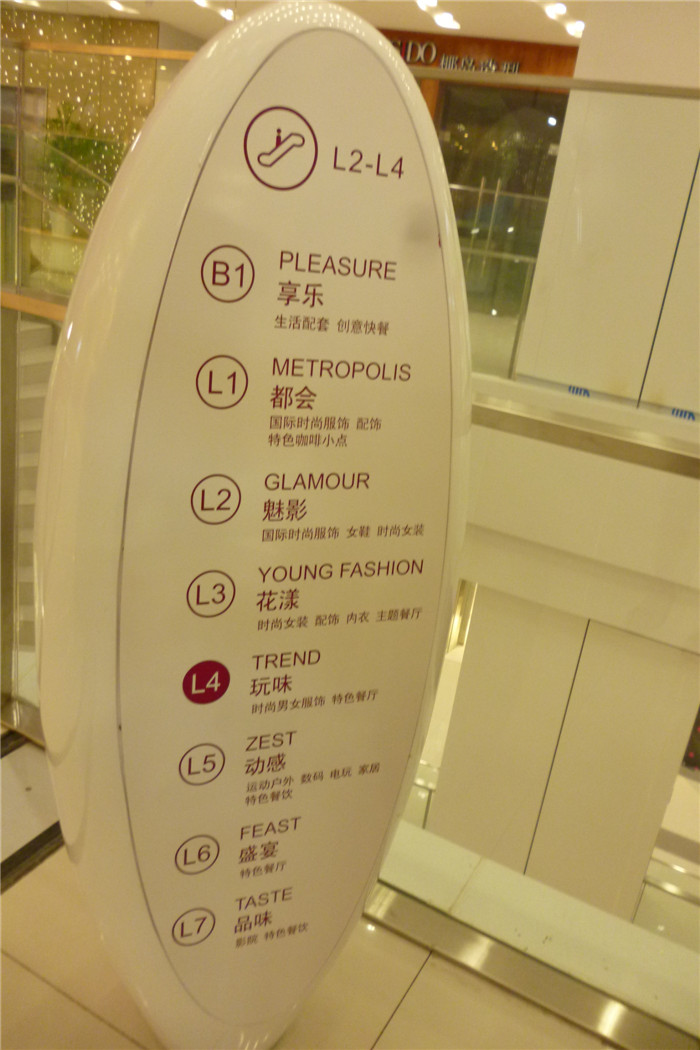 DO
L2-L4
B1
PLEASURE
享乐
生活配套 创意快餐
L1
METROPOLIS
都会
国际时尚服饰 配饰
特色咖啡小点
L2
GLAMOUR
魅影
国际时尚服饰 女鞋 时尚女装
L3
YOUNG FASHION
花漾
时尚女装 配饰 内衣 主题餐厅
L4
TREND
玩味
时尚男女服饰 特色餐厅
L5
ZEST
动感
运动户外 数码 电玩 家居
特色餐饮
L6
FEAST
盛宴
特色餐厅
L7
TASTE
品味
影院 特色餐饮